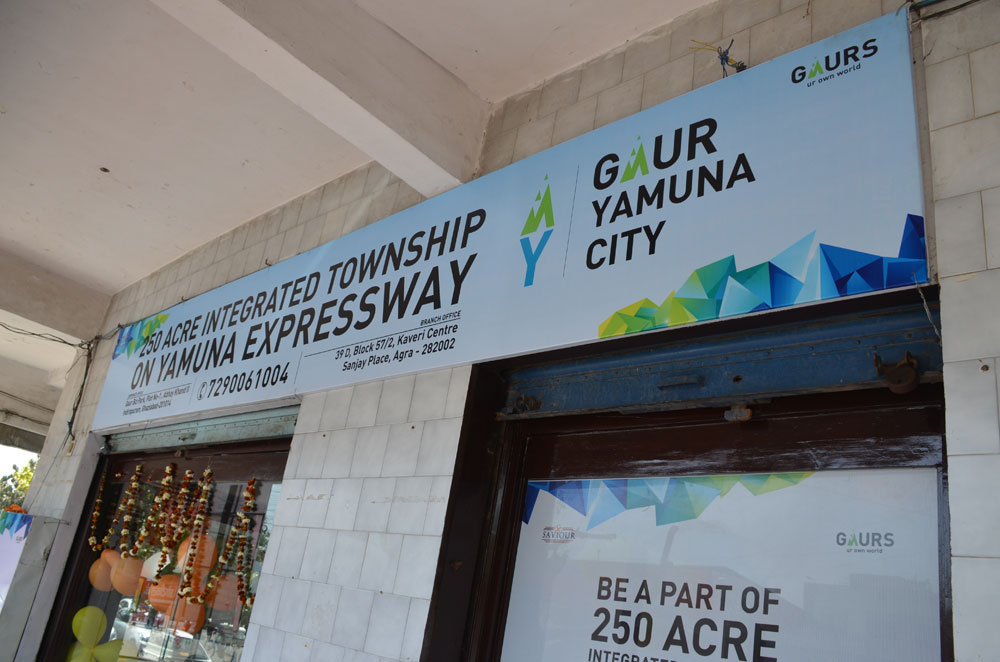 GAURS
ur own world
250 ACRE INTEGRATED TOWNSHIP
ON YAMUNA EXPRESSWAY
7290061004
BRANCH OFFICE
39 D, Block 57/2, Kaveri Centre
Sanjay Place, Agra - 282002
MY
GAUR
YAMUNA
CITY
SAVIOUR
GAURS
ur own world
BE A PART OF
250 ACRE